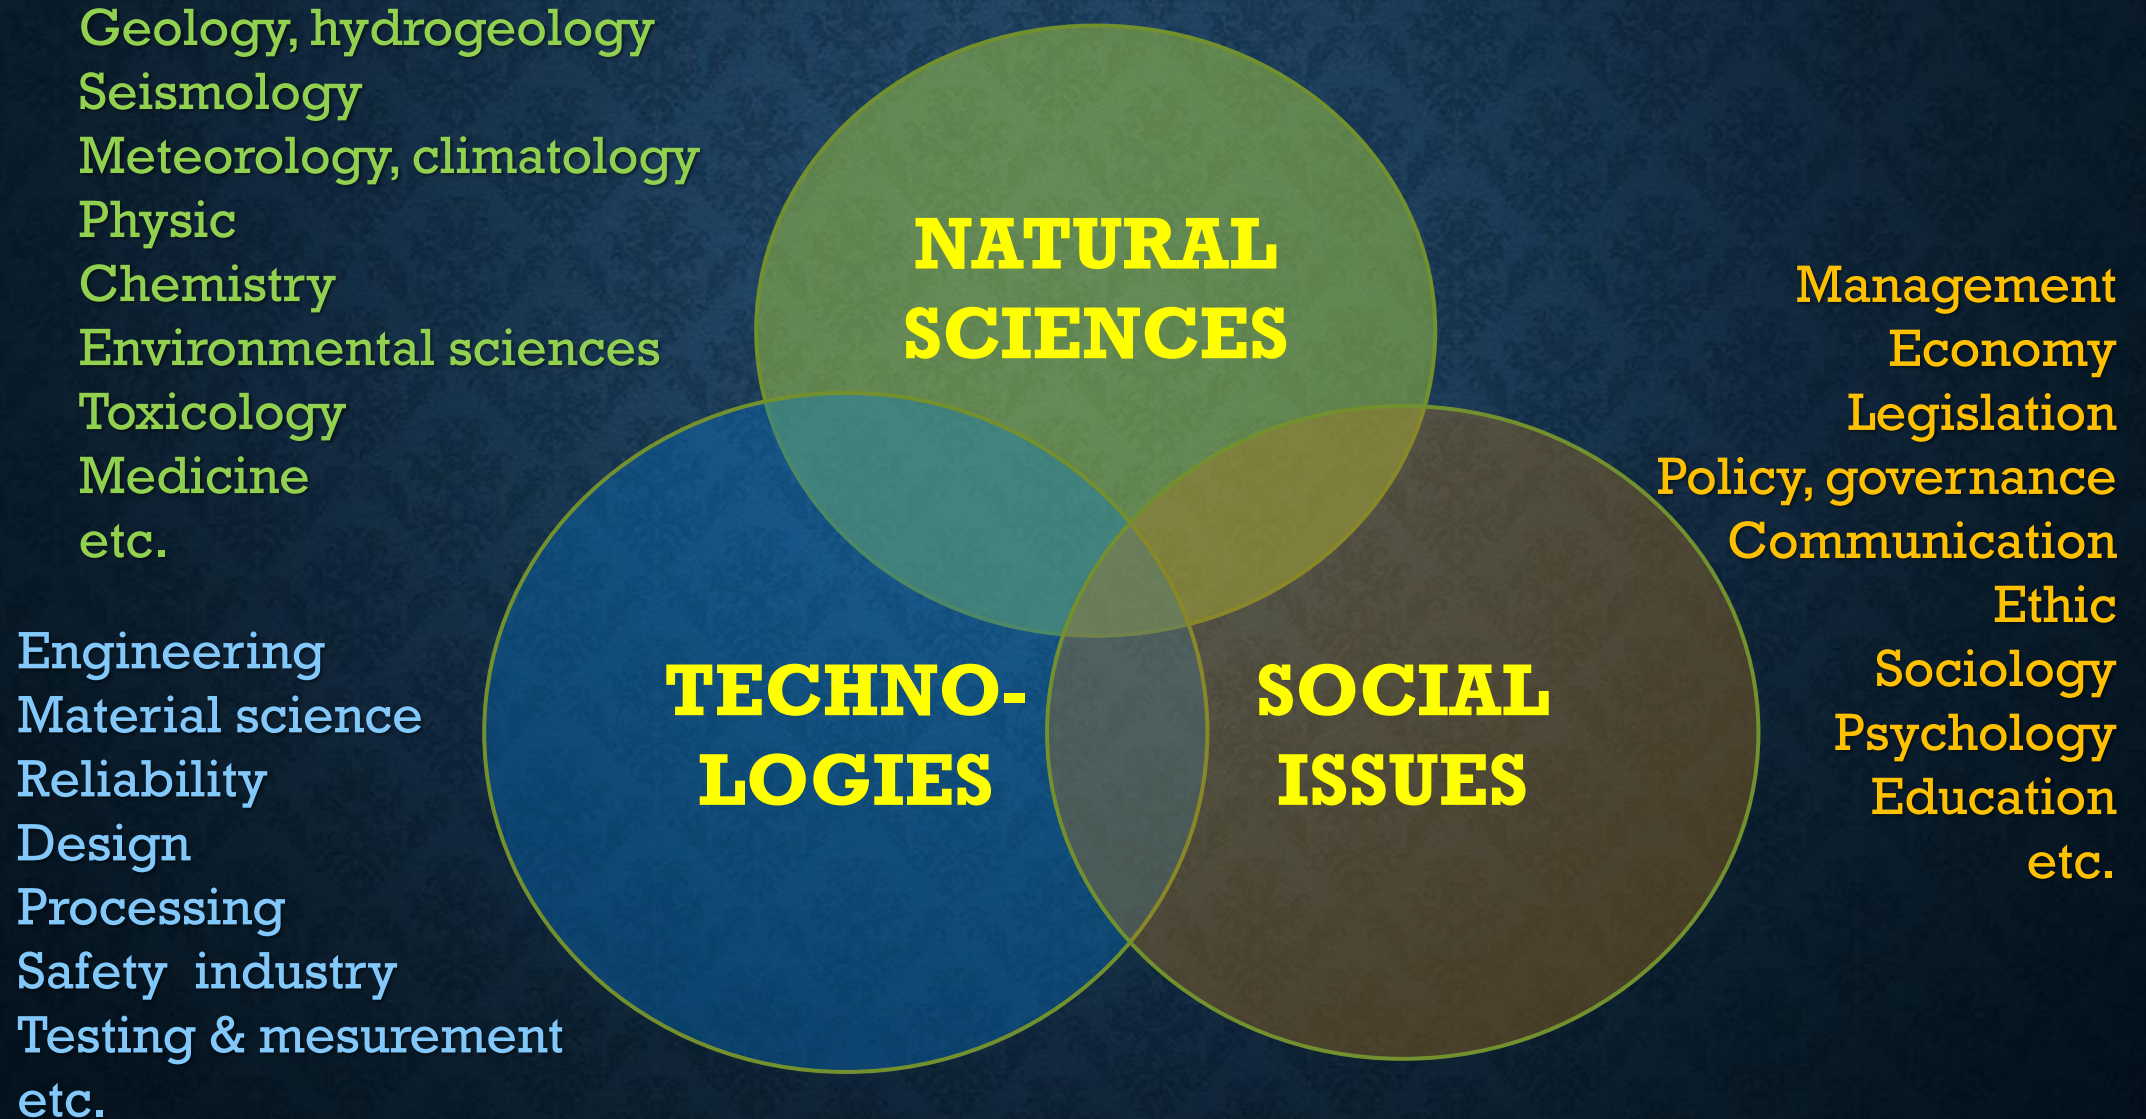 Geology, hydrogeology
Seismology
Meteorology, climatology
Physic
Chemistry
Environmental sciences
Toxicology
Medicine
etc.
Engineering
Material science
Reliability
Design
Processing
Safety  industry
Testing & mesurement
etc.
NATURAL
SCIENCES
TECHNO-
LOGIES
SOCIAL
ISSUES
Management
Economy
Legislation
Policy, governance
Communication
Ethic
Sociology
Psychology
Education
etc.